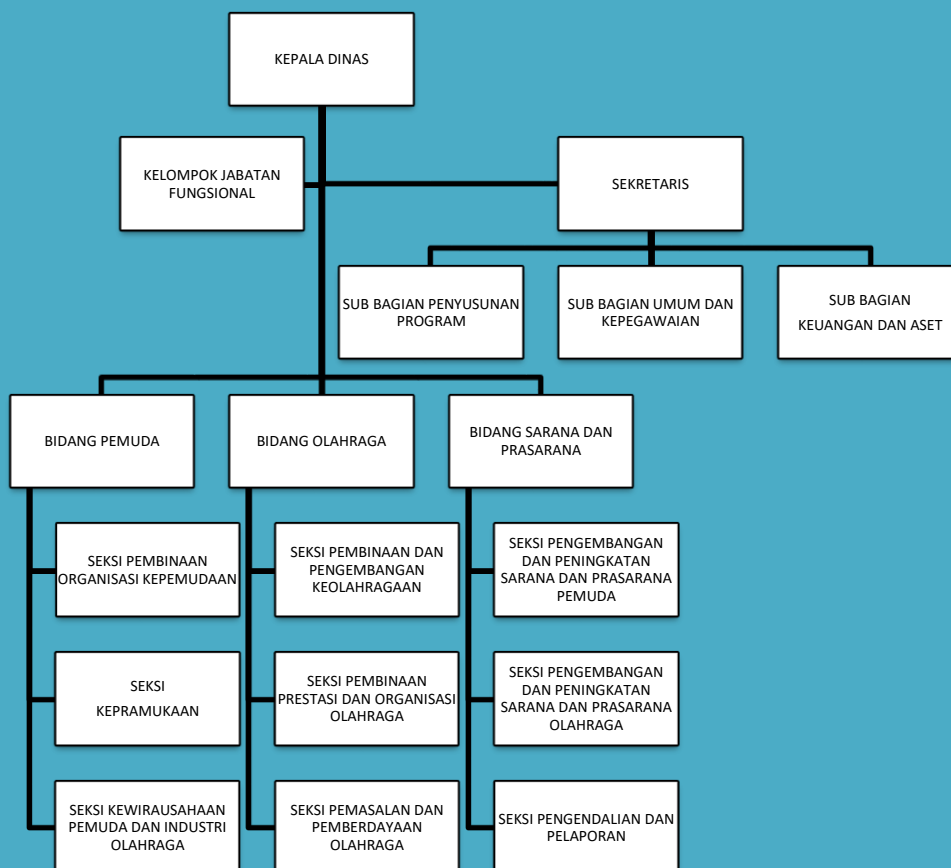 KEPALA DINAS
KELOMPOK JABATAN
FUNGSIONAL
SEKRETARIS
SUB BAGIAN PENYUSUNAN
PROGRAM
SUB BAGIAN UMUM DAN
KEPEGAWAIAN
SUB BAGIAN
KEUANGAN DAN ASET
BIDANG PEMUDA
BIDANG OLAHRAGA
BIDANG SARANA DAN
PRASARANA
SEKSI PEMBINAAN
ORGANISASI KEPEMUDAAN
SEKSI PEMBINAAN DAN
PENGEMBANGAN
KEOLAHRAGAAN
SEKSI PENGEMBANGAN
DAN PENINGKATAN
SARANA DAN PRASARANA
PEMUDA
SEKSI
KEPRAMUKAAN
SEKSI PEMBINAAN
PRESTASI DAN ORGANISASI
OLAHRAGA
SEKSI PENGEMBANGAN
DAN PENINGKATAN
SARANA DAN PRASARANA
OLAHRAGA
SEKSI KEWIRAUSAHAAN
PEMUDA DAN INDUSTRI
OLAHRAGA
SEKSI PEMASALAN DAN
PEMBERDAYAAN
OLAHRAGA
SEKSI PENGENDALIAN DAN
PELAPORAN